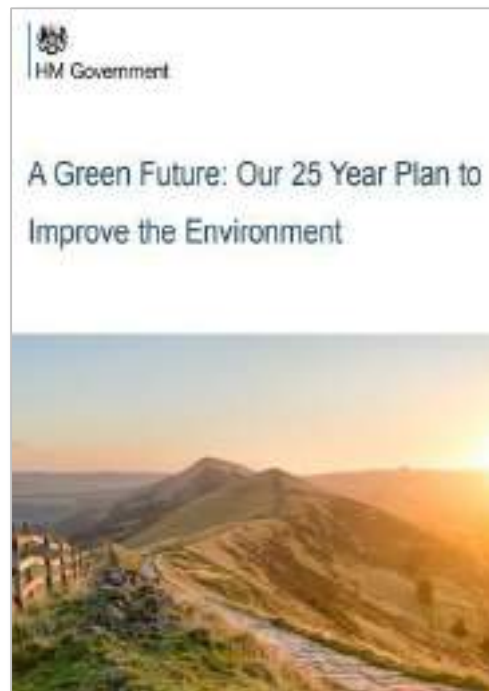 HM Government
A Green Future: Our 25 Year Plan to
Improve the Environment